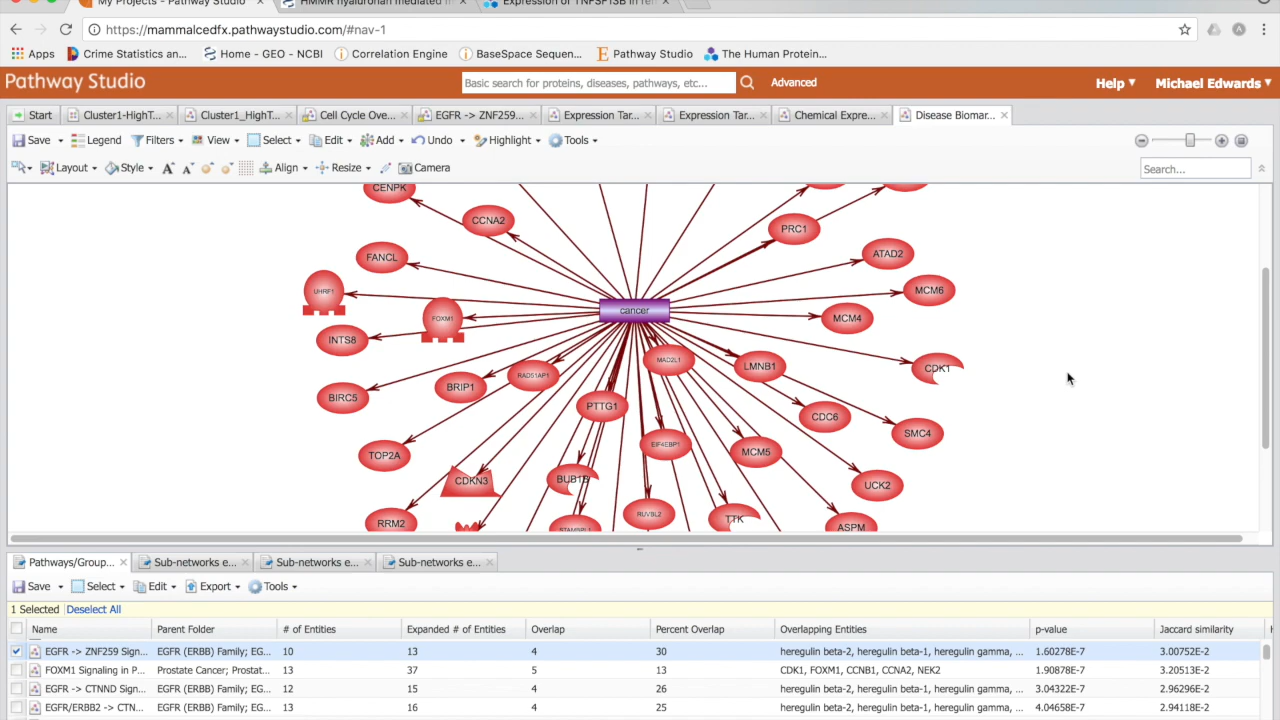 My Projects - Pathway Studio × HMMR hyaluronan mediated m × Expression of TNFSF13B in ren ×
https://mammalcedfx.pathwaystudio.com/#nav-1
Apps Crime Statistics an... Home - GEO - NCBI Correlation Engine BaseSpace Sequen... Pathway Studio The Human Protein...
Pathway Studio Basic search for proteins, diseases, pathways, etc... Advanced Help Michael Edwards
Start Cluster1-HighT... Cluster1_HighT... Cell Cycle Ove... EGFR -> ZNF259... Expression Tar... Expression Tar... Chemical Expre... Disease Biomar...
Save Legend Filters View Select Edit Add Undo Highlight Tools
Layout Style A A Align Resize Camera Search...
CENPK
CCNA2
PRC1
FANCL
ATAD2
UHRF1
MCM6
cancer
FOXM1
MCM4
INTS8
MAD2L1
LMNB1
CDK1
RAD51AP1
BRIP1
BIRC5
PTTG1
CDC6
SMC4
EIF4EBP1
TOP2A
MCM5
CDKN3
BUB1B
UCK2
RRM2
RUVBL2
TTK
STAMBPL1
ASPM
Pathways/Group... Sub-networks e... Sub-networks e... Sub-networks e...
Save Select Edit Export Tools
1 Selected Deselect All
Name Parent Folder # of Entities Expanded # of Entities Overlap Percent Overlap Overlapping Entities p-value Jaccard similarity H
EGFR -> ZNF259 Sign... EGFR (ERBB) Family; EG... 10 13 4 30 heregulin beta-2, heregulin beta-1, heregulin gamma, ... 1.60278E-7 3.00752E-2
FOXM1 Signaling in P... Prostate Cancer; Prostat... 13 37 5 13 CDK1, FOXM1, CCNB1, CCNA2, NEK2 1.90878E-7 3.20513E-2
EGFR -> CTNND Sign... EGFR (ERBB) Family; EG... 12 15 4 26 heregulin beta-2, heregulin beta-1, heregulin gamma, ... 3.04322E-7 2.96296E-2
EGFR/ERBB2 -> CTN... EGFR (ERBB) Family; EG... 13 16 4 25 heregulin beta-2, heregulin beta-1, heregulin gamma, ... 4.04658E-7 2.94118E-2